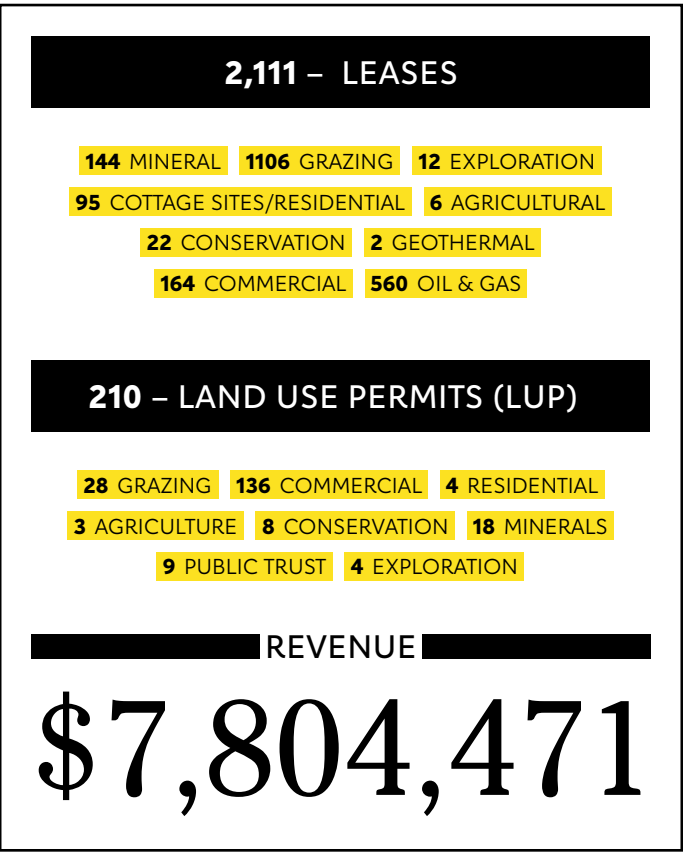 2,111 – LEASES
144 MINERAL 1106 GRAZING 12 EXPLORATION
95 COTTAGE SITES/RESIDENTIAL 6 AGRICULTURAL
22 CONSERVATION 2 GEOTHERMAL
164 COMMERCIAL 560 OIL & GAS
210 – LAND USE PERMITS (LUP)
28 GRAZING 136 COMMERCIAL 4 RESIDENTIAL
3 AGRICULTURE 8 CONSERVATION 18 MINERALS
9 PUBLIC TRUST 4 EXPLORATION
REVENUE
$7,804,471